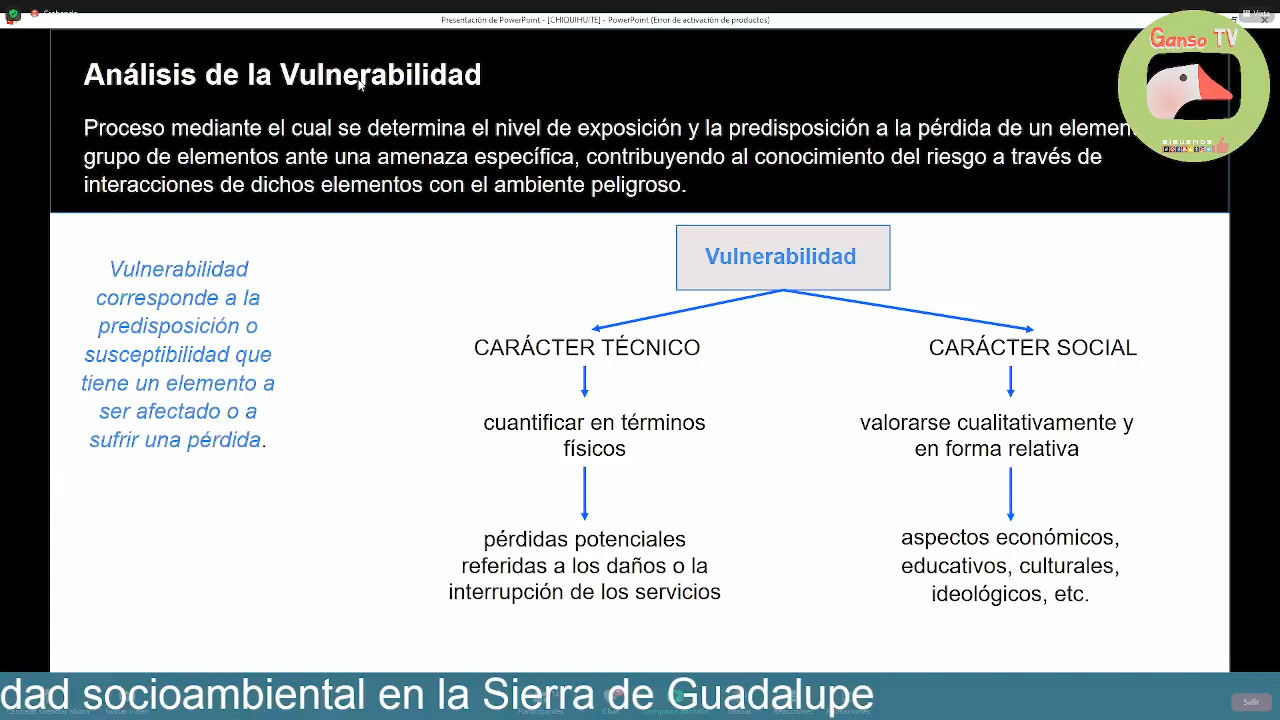 Presentación de PowerPoint - [CHIQUIHUITE] - PowerPoint (Error de activación de productos)
Ganso TV
SIGUENOS
Análisis de la Vulnerabilidad
Proceso mediante el cual se determina el nivel de exposición y la predisposición a la pérdida de un
grupo de elementos ante una amenaza específica, contribuyendo al conocimiento del riesgo a través de
interacciones de dichos elementos con el ambiente peligroso.
Vulnerabilidad
corresponde a la
predisposición o
susceptibilidad que
tiene un elemento a
ser afectado o a
sufrir una pérdida.
Vulnerabilidad
CARÁCTER TÉCNICO
cuantificar en términos
físicos
pérdidas potenciales
referidas a los daños o la
interrupción de los servicios
CARÁCTER SOCIAL
valorarse cualitativamente y
en forma relativa
aspectos económicos,
educativos, culturales,
ideológicos, etc.
dad socioambiental en la Sierra de Guadalupe
Salir